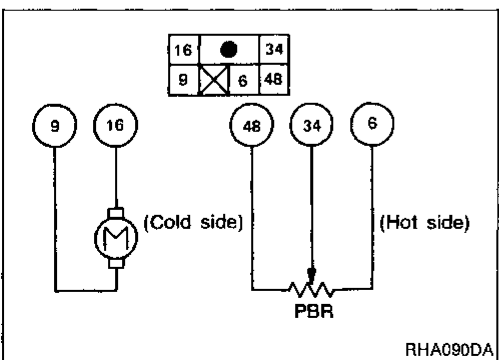 16 34
9 6 48
9 16 48 34 6
M
(Cold side) (Hot side)
PBR
RHA090DA